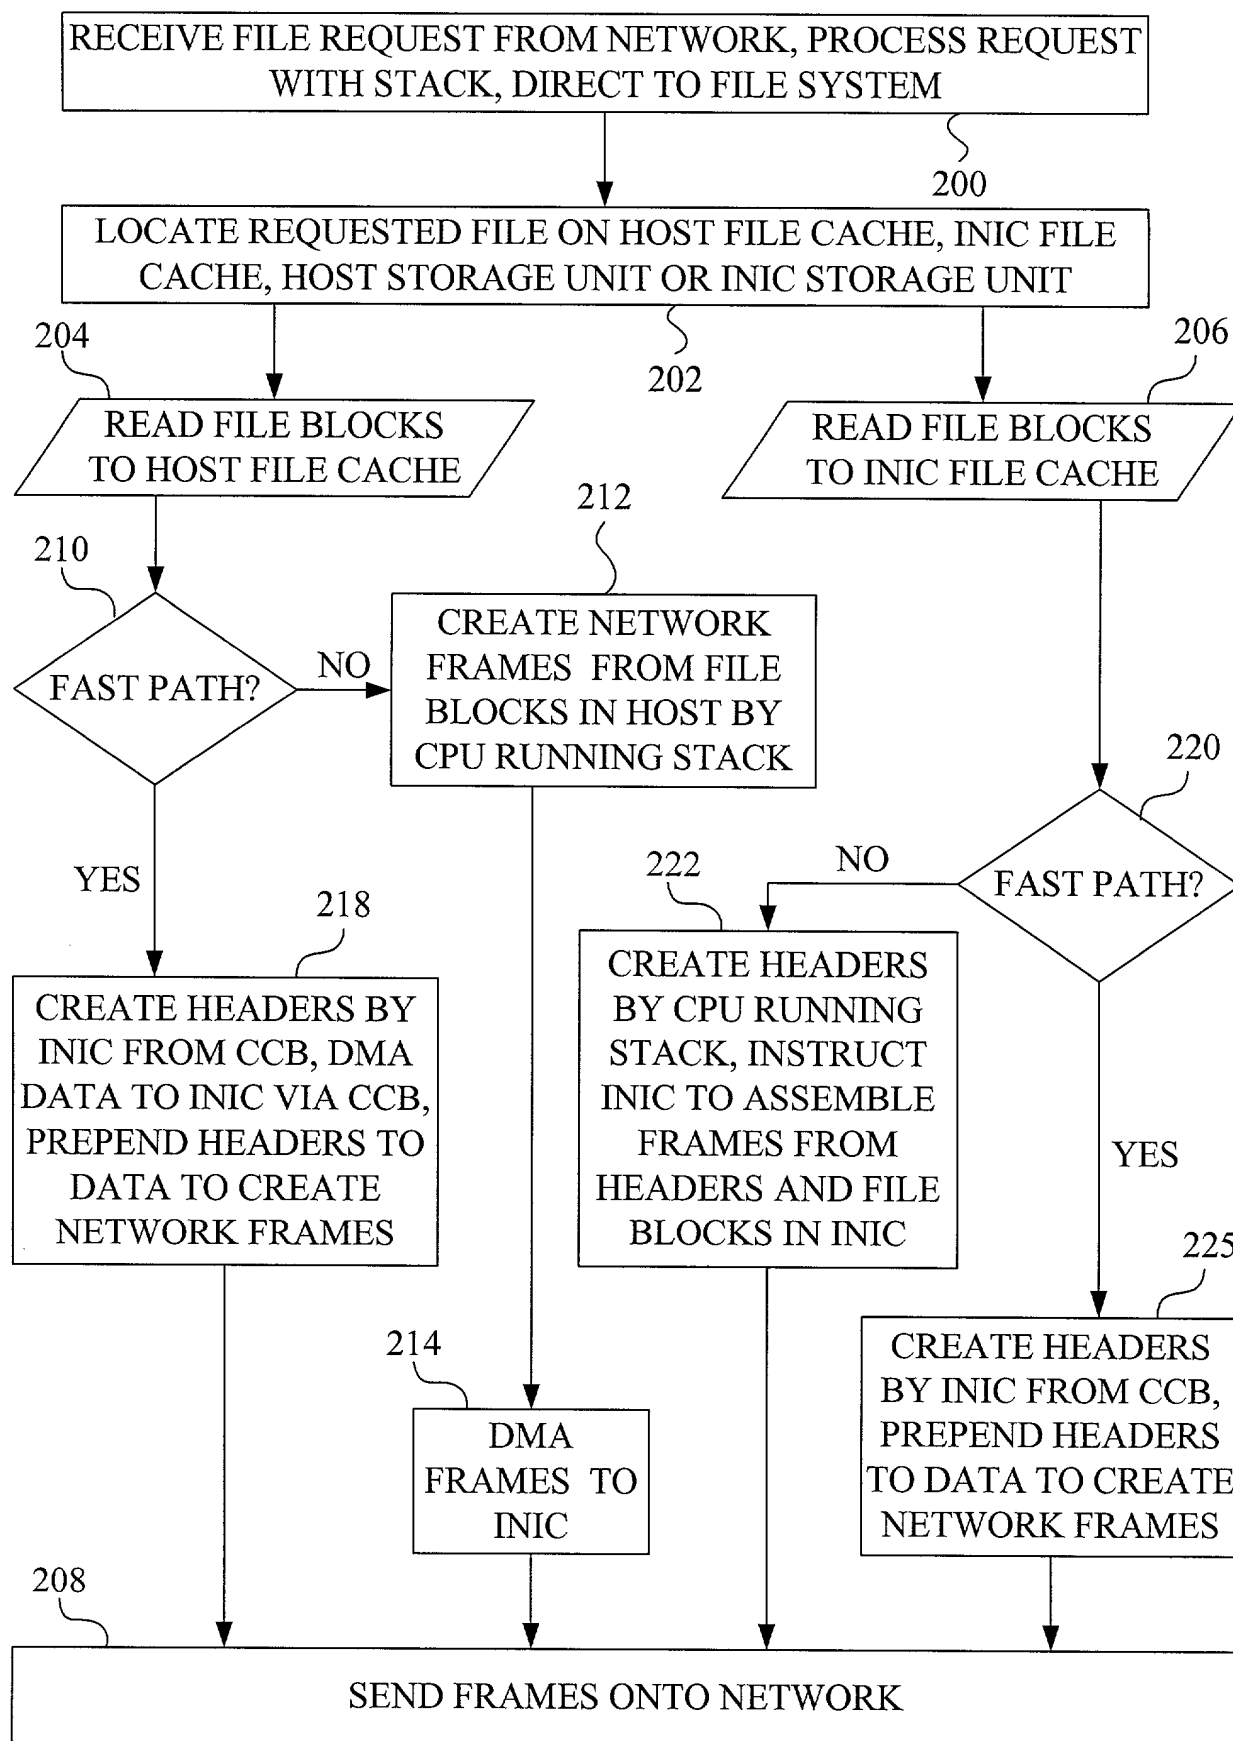 RECEIVE FILE REQUEST FROM NETWORK, PROCESS REQUEST
WITH STACK, DIRECT TO FILE SYSTEM
200
LOCATE REQUESTED FILE ON HOST FILE CACHE, INIC FILE
CACHE, HOST STORAGE UNIT OR INIC STORAGE UNIT
202
204
READ FILE BLOCKS
TO HOST FILE CACHE
206
READ FILE BLOCKS
TO INIC FILE CACHE
210
FAST PATH?
NO
212
CREATE NETWORK
FRAMES FROM FILE
BLOCKS IN HOST BY
CPU RUNNING STACK
220
FAST PATH?
NO
YES
218
CREATE HEADERS BY
INIC FROM CCB, DMA
DATA TO INIC VIA CCB,
PREPEND HEADERS TO
DATA TO CREATE
NETWORK FRAMES
222
CREATE HEADERS
BY CPU RUNNING
STACK, INSTRUCT
INIC TO ASSEMBLE
FRAMES FROM
HEADERS AND FILE
BLOCKS IN INIC
YES
225
CREATE HEADERS
BY INIC FROM CCB,
PREPEND HEADERS
TO DATA TO CREATE
NETWORK FRAMES
214
DMA
FRAMES TO
INIC
208
SEND FRAMES ONTO NETWORK